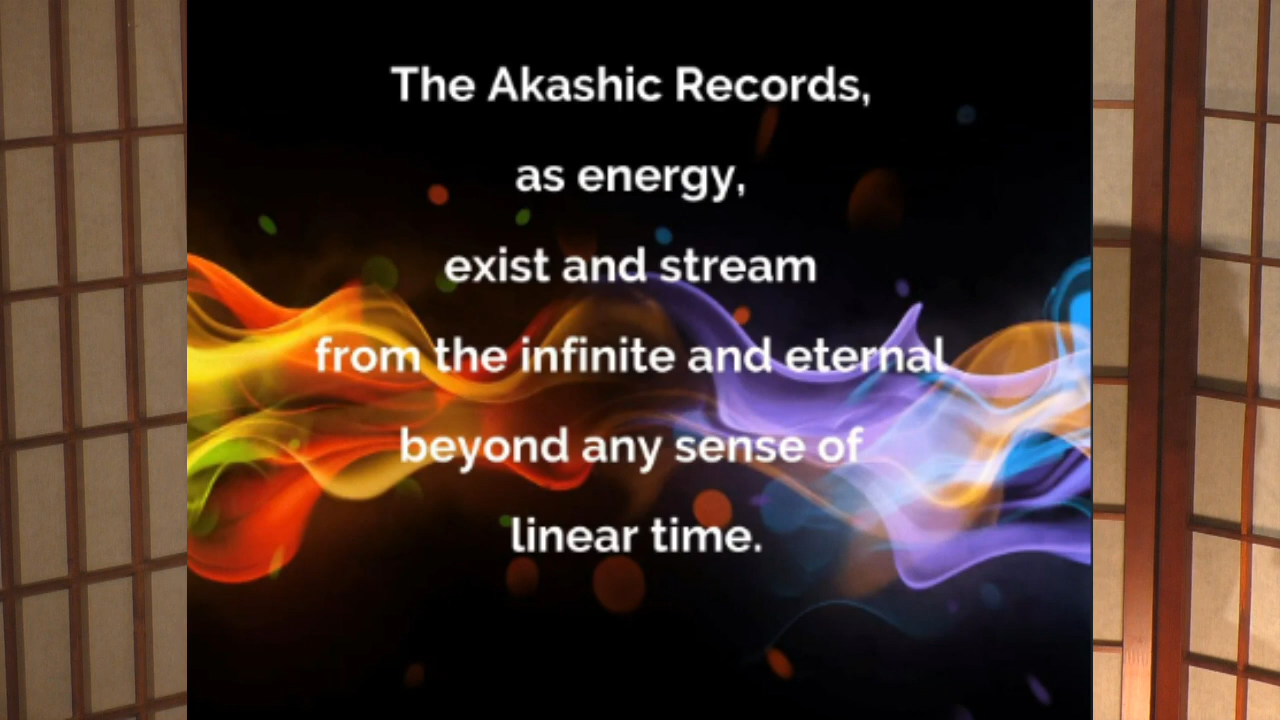 The Akashic Records,
as energy,
exist and stream
from the infinite and eternal
beyond any sense of
linear time.